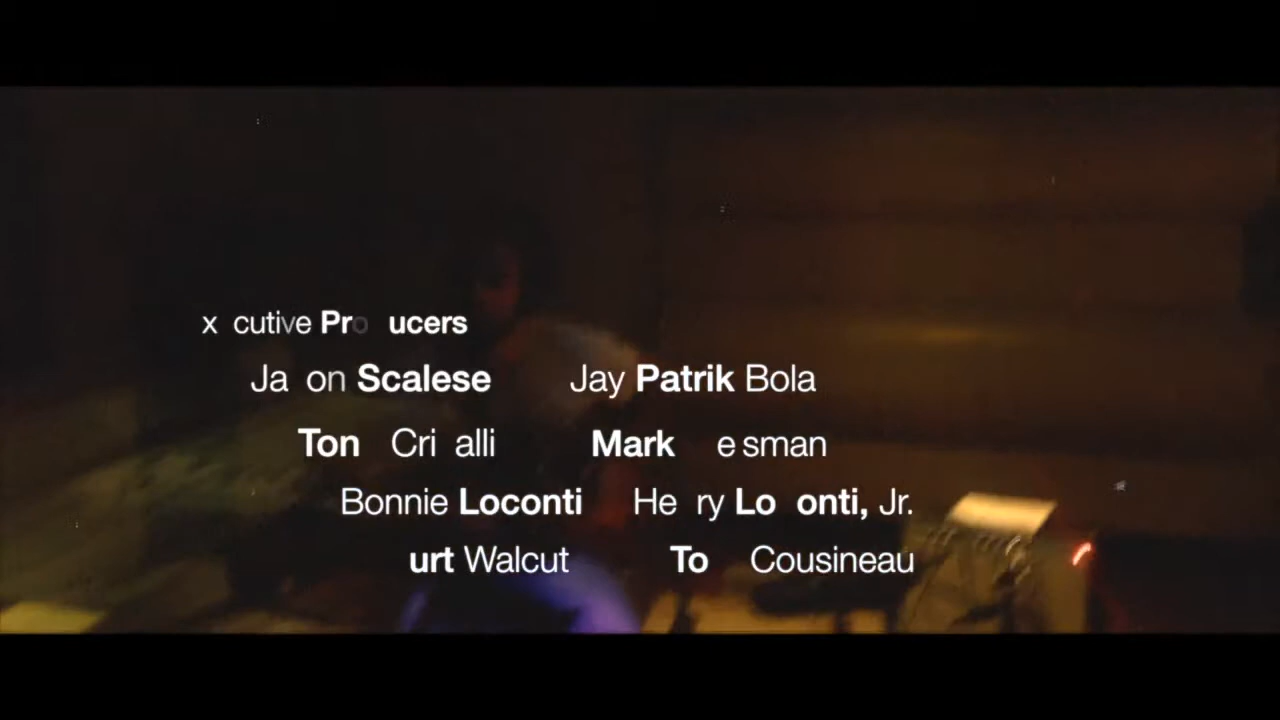 x cutive Pro ucers
Ja on Scalese Jay Patrik Bola
Ton Cri alli Mark e sman
Bonnie Loconti He ry Lo onti, Jr.
urt Walcut To Cousineau